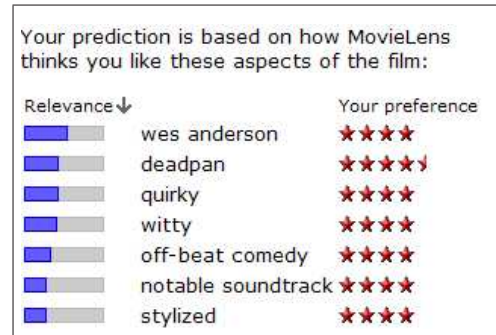 Your prediction is based on how MovieLens
thinks you like these aspects of the film:
Relevance Your preference
wes anderson
deadpan
quirky
witty
off-beat comedy
notable soundtrack
stylized